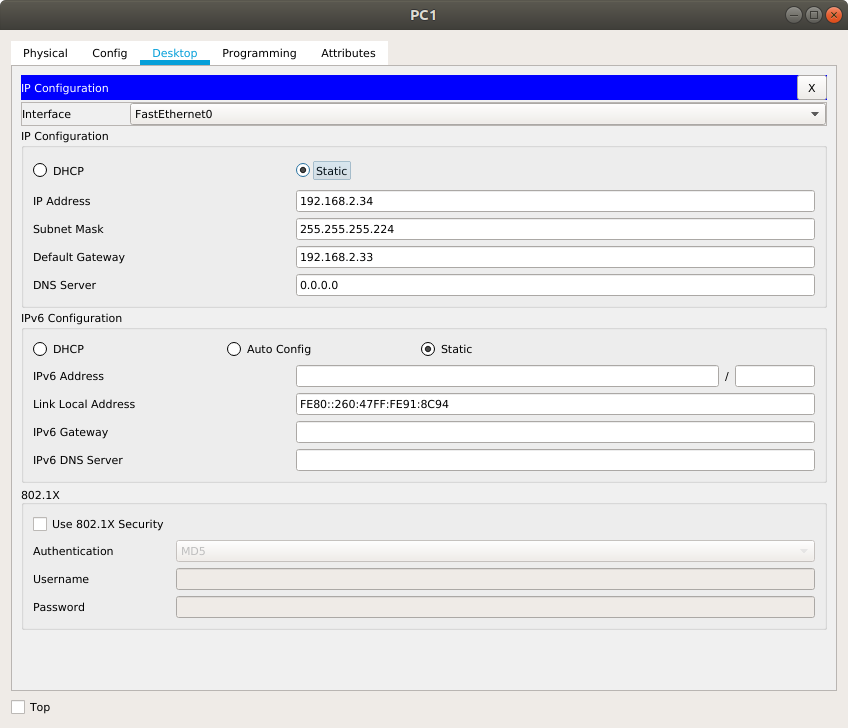 PC1
Physical Config Desktop Programming Attributes
IP Configuration X
Interface FastEthernet0
IP Configuration
DHCP Static
IP Address 192.168.2.34
Subnet Mask 255.255.255.224
Default Gateway 192.168.2.33
DNS Server 0.0.0.0
IPv6 Configuration
DHCP Auto Config Static
IPv6 Address /
Link Local Address FE80::260:47FF:FE91:8C94
IPv6 Gateway
IPv6 DNS Server
802.1X
Use 802.1X Security
Authentication MD5
Username
Password
Top